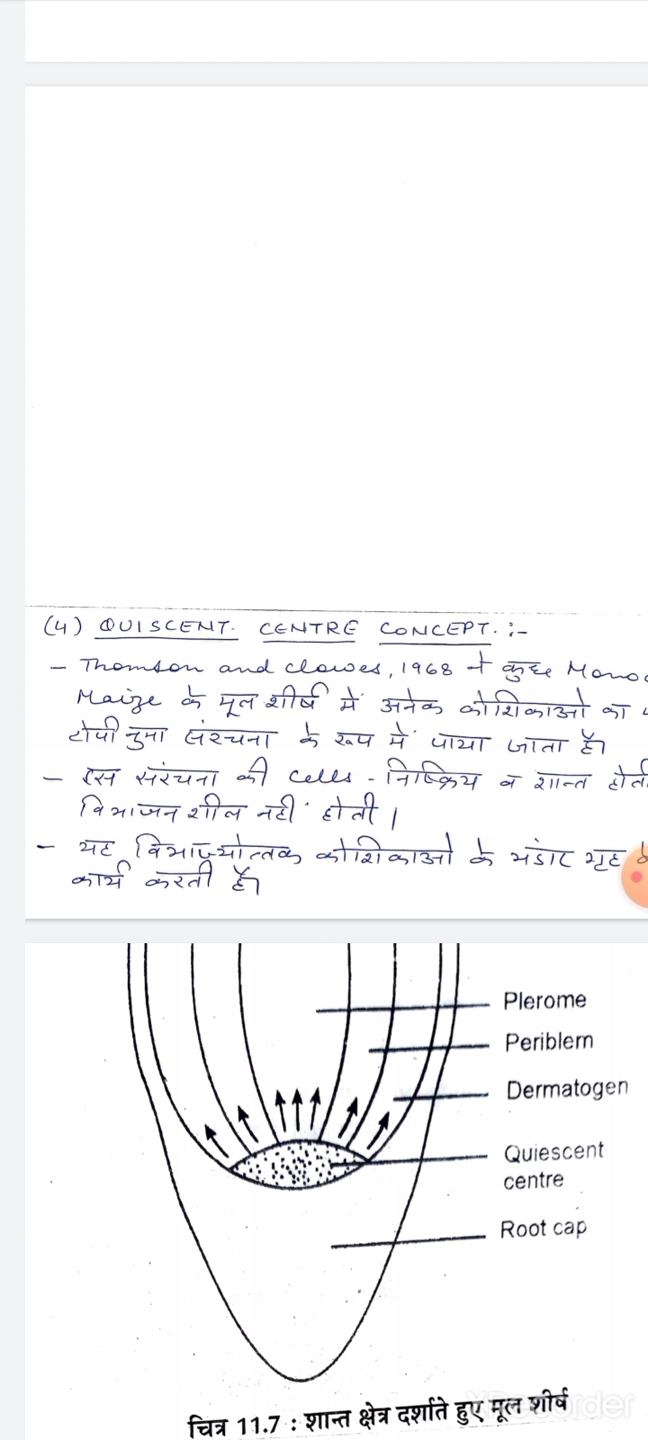 (4) QUISCENT. CENTRE CONCEPT. :-
- Thomson and clowes, 1968 ने कुछ
Maize के मूल शीर्ष में अनेक कोशिकाओ का
टोपी नुमा संरचना के रूप में पाया जाता है।
- इस संरचना की cells - निष्क्रिय व शान्त
विभाजन शील नही होती।
- यह विभाज्योत्तक कोशिकाओ के भंडार गृह
कार्य करती है।
Plerome
Periblem
Dermatogen
Quiescent
centre
Root cap
चित्र 11.7 : शान्त क्षेत्र दर्शाते हुए मूल शीर्ष